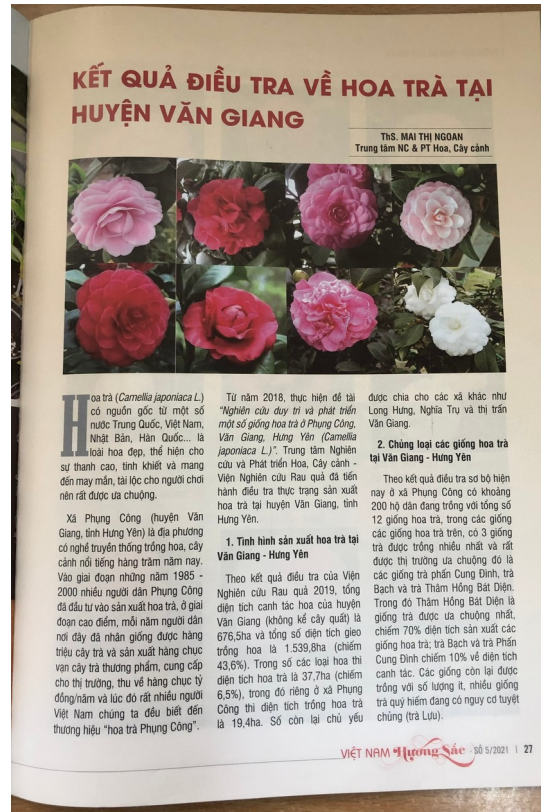 KẾT QUẢ ĐIỀU TRA VỀ HOA TRÀ TẠI
HUYỆN VĂN GIANG
ThS. MAI THỊ NGOAN
Trung tâm NC & PT Hoa, Cây cảnh
Hoa trà (Camellia japoniaca L.)
có nguồn gốc từ một số
nước Trung Quốc, Việt Nam,
Nhật Bản, Hàn Quốc... là
loài hoa đẹp, thể hiện cho
sự thanh cao, tinh khiết và mang
đến may mắn, tài lộc cho người chơi
nên rất được ưa chuộng.
Xã Phụng Công (huyện Văn
Giang, tỉnh Hưng Yên) là địa phương
có nghề truyền thống trồng hoa, cây
cảnh nổi tiếng hàng trăm năm nay.
Vào giai đoạn những năm 1985 -
2000 nhiều người dân Phụng Công
đã đầu tư vào sản xuất hoa trà, ở giai
đoạn cao điểm, mỗi năm người dân
nơi đây đã nhân giống được hàng
triệu cây trà và sản xuất hàng chục
vạn cây trà thương phẩm, cung cấp
cho thị trường, thu về hàng chục tỷ
đồng/năm và lúc đó rất nhiều người
Việt Nam chúng ta đều biết đến
thương hiệu “hoa trà Phụng Công”.
Từ năm 2018, thực hiện đề tài
“Nghiên cứu duy trì và phát triển
một số giống hoa trà ở Phụng Công,
Văn Giang, Hưng Yên (Camellia
japoniaca L.)”. Trung tâm Nghiên
cứu và Phát triển Hoa, Cây cảnh -
Viện Nghiên cứu Rau quả đã tiến
hành điều tra thực trạng sản xuất
hoa trà tại huyện Văn Giang, tỉnh
Hưng Yên.
1. Tình hình sản xuất hoa trà tại
Văn Giang - Hưng Yên
Theo kết quả điều tra của Viện
Nghiên cứu Rau quả 2019, tổng
diện tích canh tác hoa của huyện
Văn Giang (không kể cây quất) là
676,5ha và tổng số diện tích gieo
trồng hoa là 1.539,8ha (chiếm
43,6%). Trong số các loại hoa thì
diện tích hoa trà là 37,7ha (chiếm
6,5%), trong đó riêng ở xã Phụng
Công thì diện tích trồng hoa trà
là 19,4ha. Số còn lại chủ yếu
được chia cho các xã khác như
Long Hưng, Nghĩa Trụ và thị trấn
Văn Giang.
2. Chủng loại các giống hoa trà
tại Văn Giang - Hưng Yên
Theo kết quả điều tra sơ bộ hiện
nay ở xã Phụng Công có khoảng
200 hộ dân đang trồng với tổng số
12 giống hoa trà, trong các giống
các giống hoa trà trên, có 3 giống
trà được trồng nhiều nhất và rất
được thị trường ưa chuộng đó là
các giống trà phấn Cung Đình, trà
Bạch và trà Thâm Hồng Bát Diện.
Trong đó Thâm Hồng Bát Diện là
giống trà được ưa chuộng nhất,
chiếm 70% diện tích sản xuất các
giống hoa trà; trà Bạch và trà Phấn
Cung Đình chiếm 10% về diện tích
canh tác. Các giống còn lại được
trồng với số lượng ít, nhiều giống
trà quý hiếm đang có nguy cơ tuyệt
chủng (trà Lựu).
VIỆT NAM Hương Sắc - SỐ 5/2021 | 27